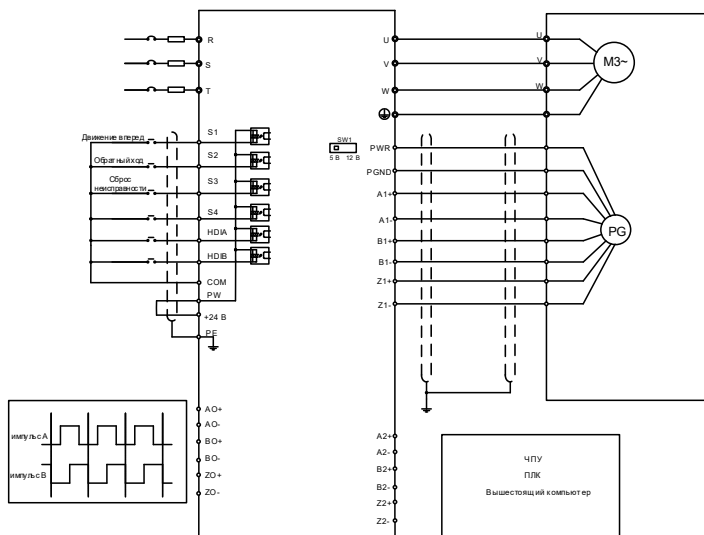 R
S
T
U
V
W
U
V
W
М3~
Движение вперед
Обратный ход
Сброс
неисправности
S1
S2
S3
S4
HDIA
HDIB
COM
PW
+24 В
PE
SW1
5 В 12 В
PWR
PGND
A1+
A1-
B1+
B1-
Z1+
Z1-
PG
импульс А
импульс В
AO+
AO-
BO+
BO-
ZO+
ZO-
A2+
A2-
B2+
B2-
Z2+
Z2-
ЧПУ
ПЛК
Вышестоящий компьютер